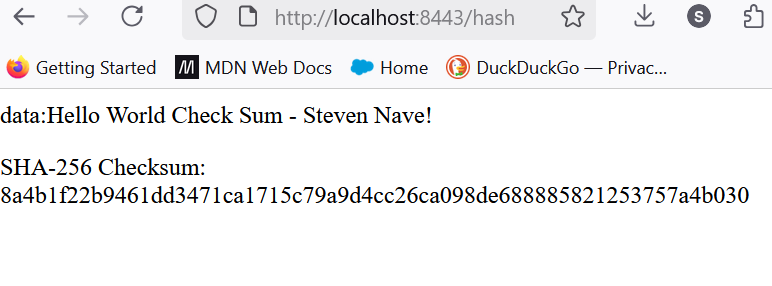 http://localhost:8443/hash
S
Getting Started M MDN Web Docs Home DuckDuckGo — Privac...
data:Hello World Check Sum - Steven Nave!
SHA-256 Checksum:
8a4b1f22b9461dd3471ca1715c79a9d4cc26ca098de688885821253757a4b030